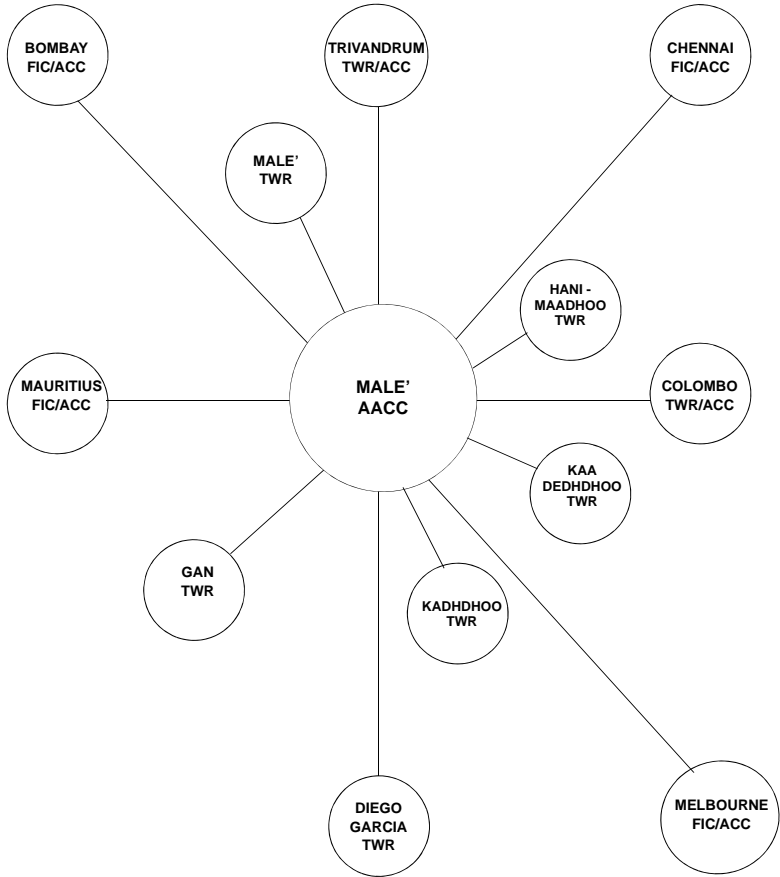 BOMBAY
FIC/ACC
TRIVANDRUM
TWR/ACC
CHENNAI
FIC/ACC
MALE’
TWR
HANI -
MAADHOO
TWR
MALE’
AACC
MAURITIUS
FIC/ACC
COLOMBO
TWR/ACC
KAA
DEDHDHOO
TWR
GAN
TWR
KADHDHOO
TWR
DIEGO
GARCIA
TWR
MELBOURNE
FIC/ACC